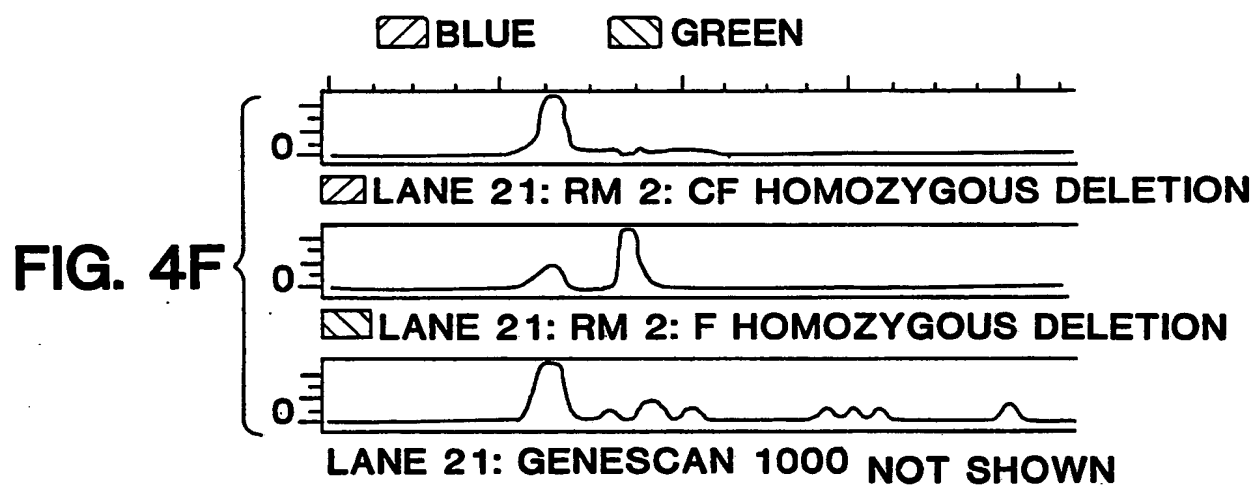 BLUE GREEN
0
LANE 21: RM 2: CF HOMOZYGOUS DELETION
FIG. 4F
0
LANE 21: RM 2: F HOMOZYGOUS DELETION
0
LANE 21: GENESCAN 1000 NOT SHOWN